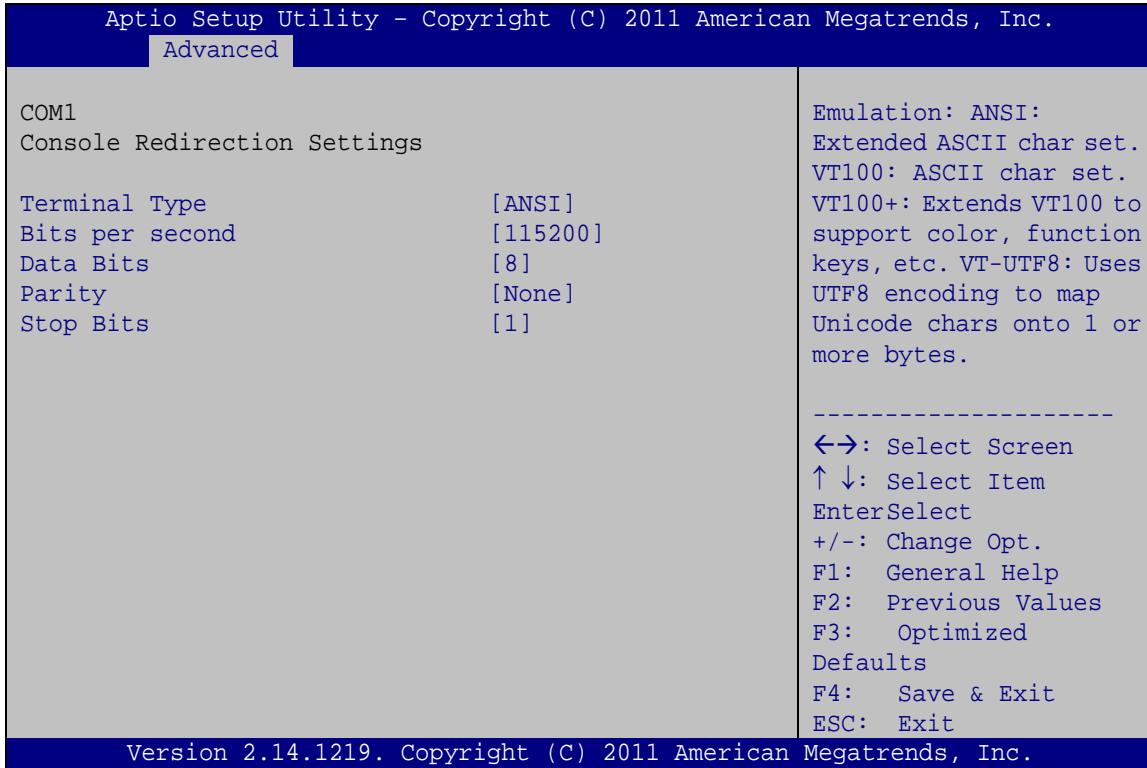 Aptio Setup Utility – Copyright (C) 2011 American Megatrends, Inc.
Advanced
COM1
Console Redirection Settings
Terminal Type [ANSI]
Bits per second [115200]
Data Bits [8]
Parity [None]
Stop Bits [1]
Emulation: ANSI:
Extended ASCII char set.
VT100: ASCII char set.
VT100+: Extends VT100 to
support color, function
keys, etc. VT-UTF8: Uses
UTF8 encoding to map
Unicode chars onto 1 or
more bytes.
---------------------
←→: Select Screen
↑ ↓: Select Item
EnterSelect
+/-: Change Opt.
F1: General Help
F2: Previous Values
F3: Optimized
Defaults
F4: Save & Exit
ESC: Exit
Version 2.14.1219. Copyright (C) 2011 American Megatrends, Inc.